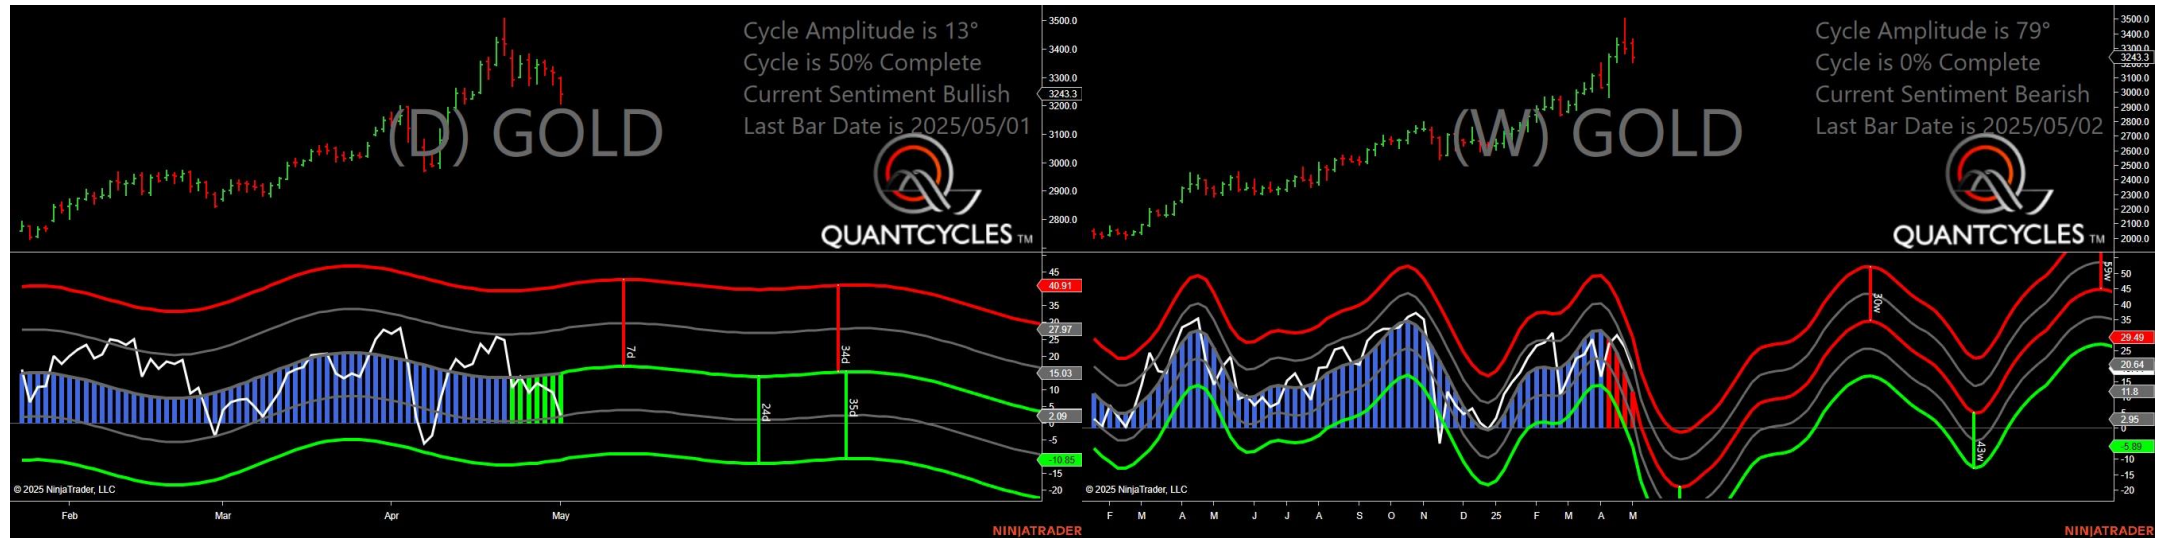 Cycle Amplitude is 13°
Cycle is 50% Complete
Current Sentiment Bullish
Last Bar Date is 2025/05/01
(D) GOLD
QUANTCYCLES TM
3500.0
3400.0
3243.3
3200.0
3100.0
3000.0
2900.0
2800.0
45
40.91
35
30
27.97
25
20
15.03
10
5
2.09
0
-5
-10.85
-15
-20
7d
34d
24d
35d
© 2025 NinjaTrader, LLC
Feb Mar Apr May
NINJATRADER
Cycle Amplitude is 79°
Cycle is 0% Complete
Current Sentiment Bearish
Last Bar Date is 2025/05/02
(W) GOLD
QUANTCYCLES TM
3500.0
3400.0
3300.0
3243.3
3100.0
3000.0
2900.0
2800.0
2700.0
2600.0
2500.0
2400.0
2300.0
2200.0
2100.0
2000.0
59w
50
45
40
35
29.49
25
20.64
15
11.8
2.95
0
-5.89
-10
-15
-20
30w
43w
© 2025 NinjaTrader, LLC
F M A M J J A S O N D 25 F M A M
NINJATRADER